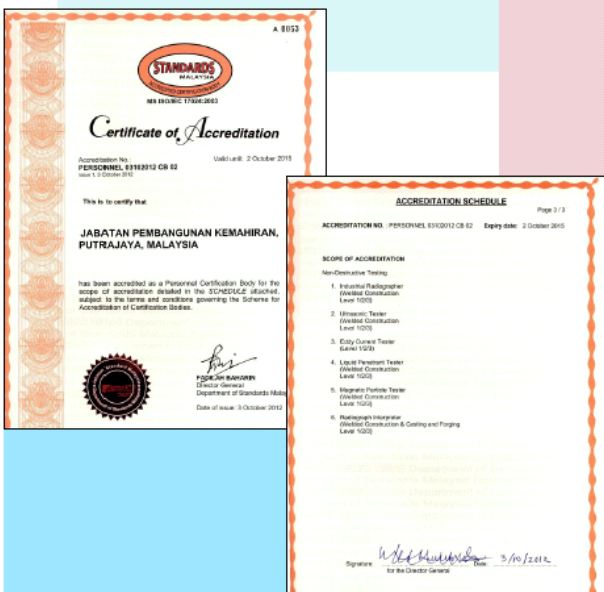 A 0053
STANDARDS
MALAYSIA
ACCREDITED CERTIFICATION BODY
MS ISO/IEC 17024:2003
Certificate of Accreditation
Accreditation No.:
PERSONNEL 03102012 CB 02
Issue 1, 3 October 2012
Valid until: 2 October 2015
This is to certify that
JABATAN PEMBANGUNAN KEMAHIRAN,
PUTRAJAYA, MALAYSIA
has been accredited as a Personnel Certification Body for the
scope of accreditation detailed in the SCHEDULE attached,
subject to the terms and conditions governing the Scheme for
Accreditation of Certification Bodies.
FADILAH BAHARIN
Director General
Department of Standards Malay
Date of issue: 3 October 2012
ACCREDITATION SCHEDULE
Page 3 / 3
ACCREDITATION NO. : PERSONNEL 03102012 CB 02 Expiry date: 2 October 2015
SCOPE OF ACCREDITATION
Non-Destructive Testing
1. Industrial Radiographer
(Welded Construction
Level 1/2/3)
2. Ultrasonic Tester
(Welded Construction
Level 1/2/3)
3. Eddy Current Tester
(Level 1/2/3)
4. Liquid Penetrant Tester
(Welded Construction
Level 1/2/3)
5. Magnetic Particle Tester
(Welded Construction
Level 1/2/3)
6. Radiograph Interpreter
(Welded Construction & Casting and Forging
Level 1/2/3)
Signature: Date: 3/10/2012
for the Director General